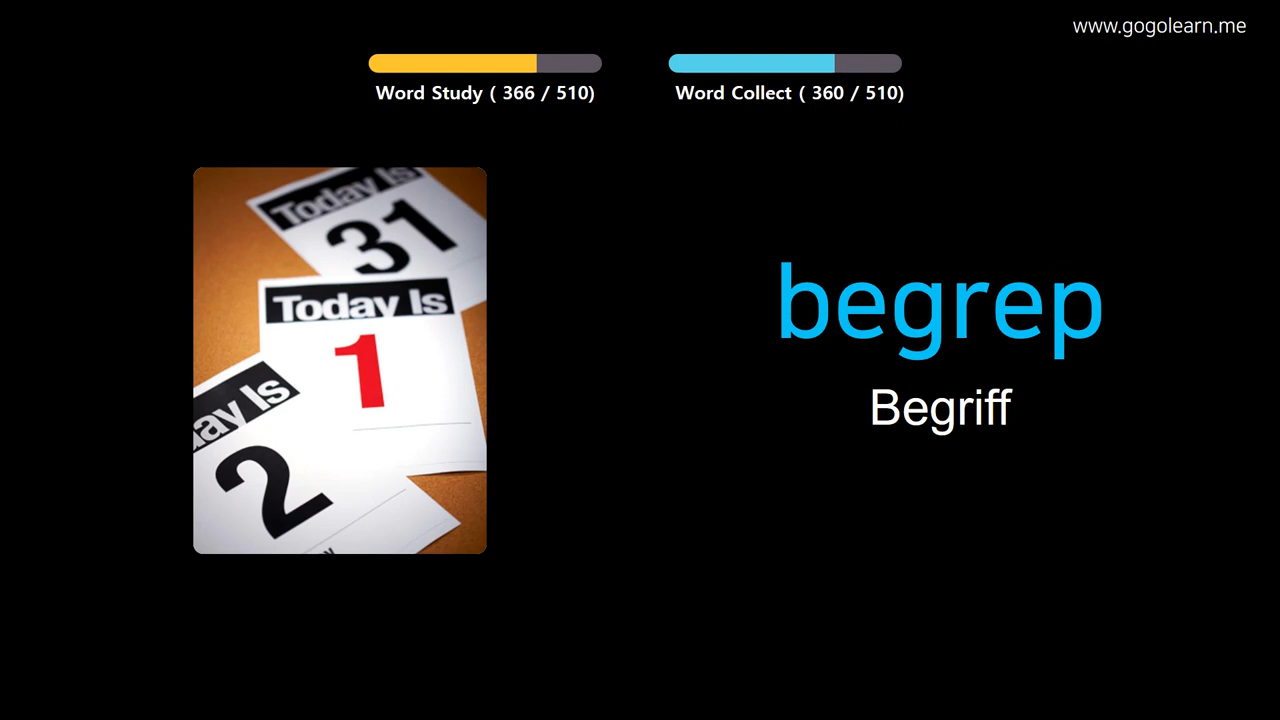 www.gogolearn.me
Word Study ( 366 / 510)
Word Collect ( 360 / 510)
Today Is
31
Today Is
1
day Is
2
begrep
Begriff